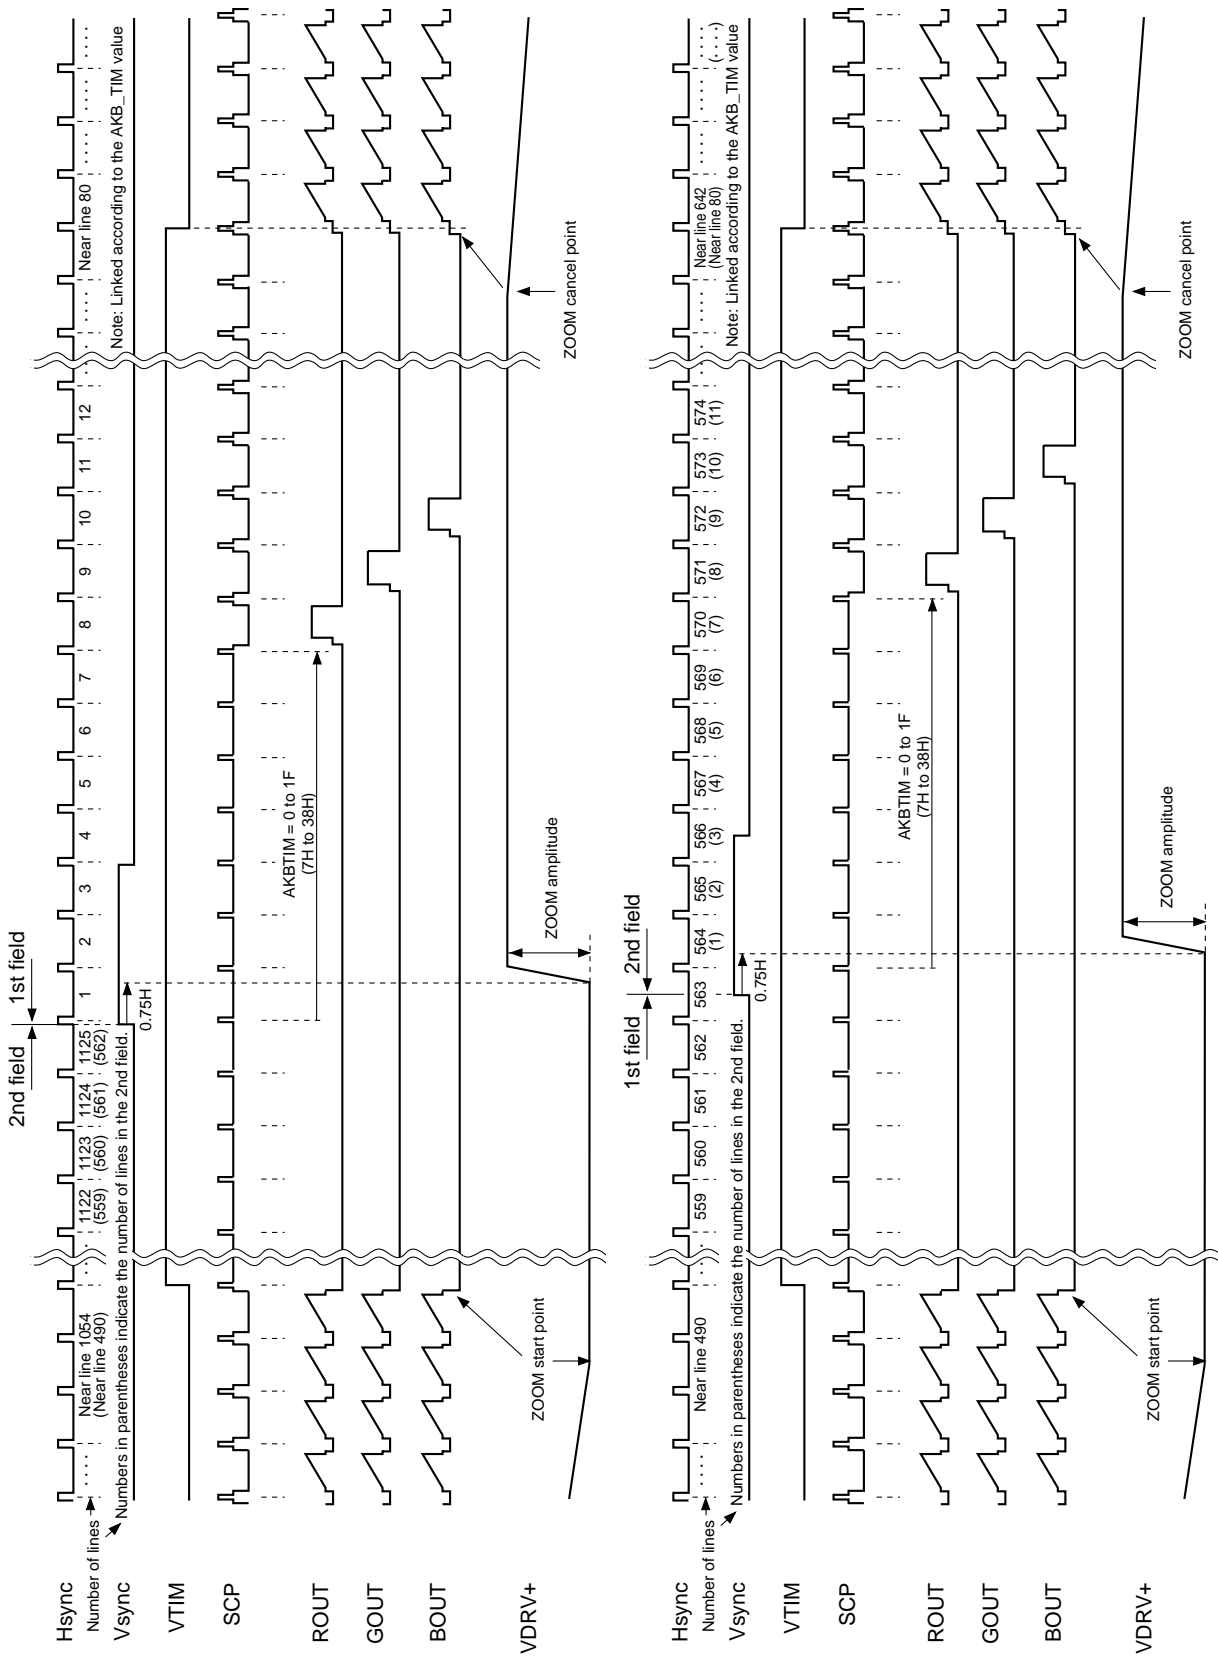 2nd field
1st field
Hsync
Number of lines
Near line 1054
(Near line 490)
1122
(559)
1123
(560)
1124
(561)
1125
(562)
1
2
3
4
5
6
7
8
9
10
11
12
Near line 80
Vsync
Numbers in parentheses indicate the number of lines in the 2nd field.
0.75H
Note: Linked according to the AKB_TIM value
VTIM
SCP
AKBTIM = 0 to 1F
(7H to 38H)
ROUT
GOUT
BOUT
VDRV+
ZOOM start point
ZOOM amplitude
ZOOM cancel point
1st field
2nd field
Hsync
Number of lines
Near line 490
559
560
561
562
563
564
(1)
565
(2)
566
(3)
567
(4)
568
(5)
569
(6)
570
(7)
571
(8)
572
(9)
573
(10)
574
(11)
Near line 642
(Near line 80)
Vsync
Numbers in parentheses indicate the number of lines in the 2nd field.
0.75H
Note: Linked according to the AKB_TIM value
VTIM
SCP
AKBTIM = 0 to 1F
(7H to 38H)
ROUT
GOUT
BOUT
VDRV+
ZOOM start point
ZOOM amplitude
ZOOM cancel point